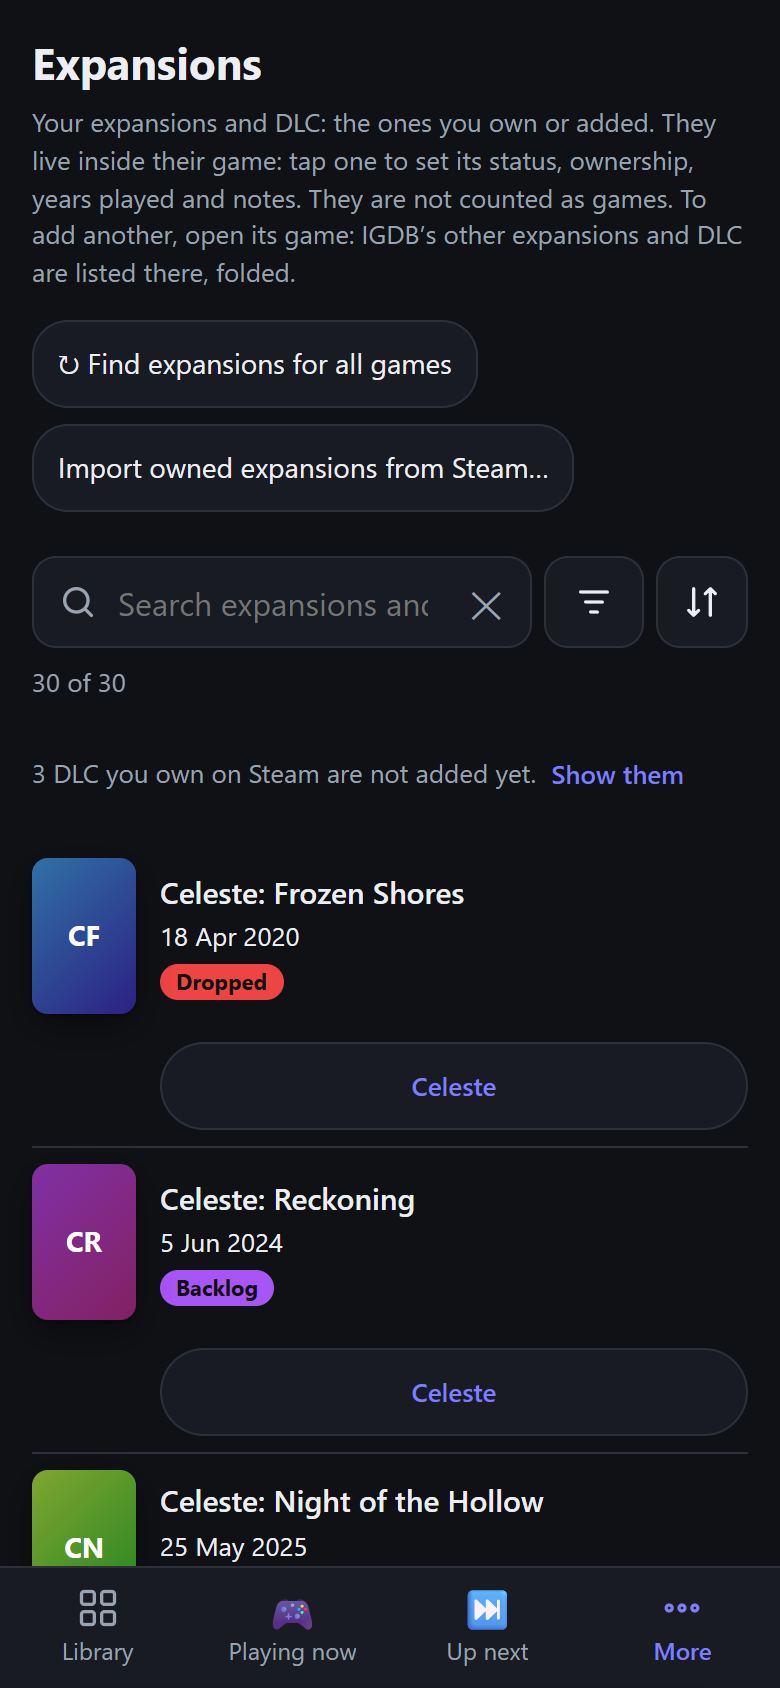 Expansions
Your expansions and DLC: the ones you own or added. They
live inside their game: tap one to set its status, ownership,
years played and notes. They are not counted as games. To
add another, open its game: IGDB’s other expansions and DLC
are listed there, folded.
↻ Find expansions for all games
Import owned expansions from Steam…
Search expansions and
30 of 30
3 DLC you own on Steam are not added yet. Show them
CF
Celeste: Frozen Shores
18 Apr 2020
Dropped
Celeste
CR
Celeste: Reckoning
5 Jun 2024
Backlog
Celeste
CN
Celeste: Night of the Hollow
25 May 2025
Library
Playing now
Up next
More